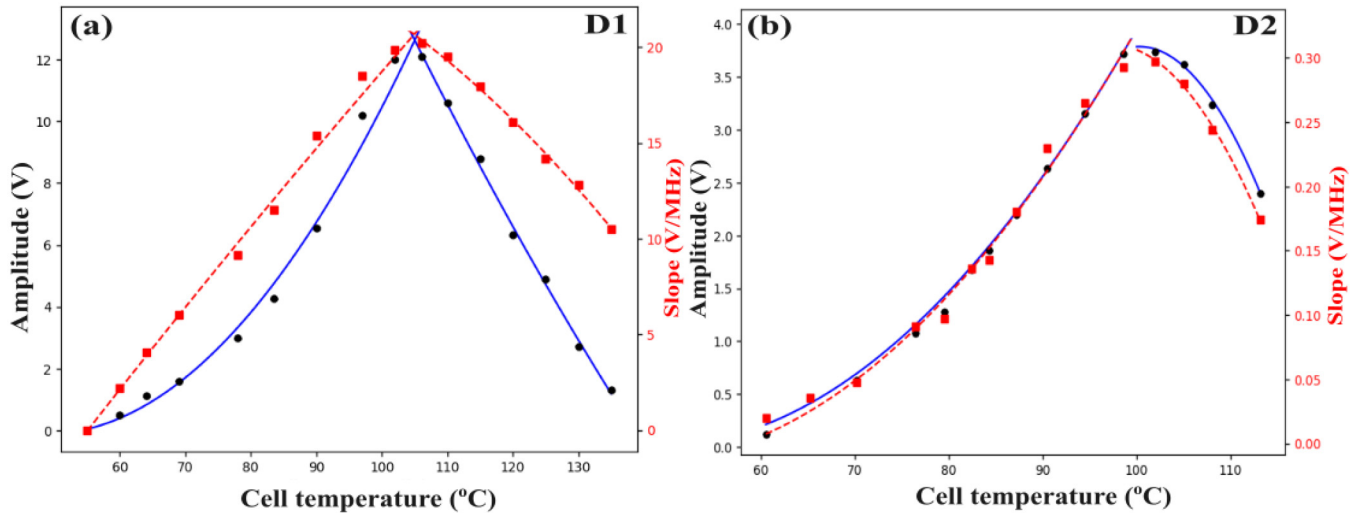 (a)
D1
12
10
8
6
4
2
0
Amplitude (V)
20
15
10
5
0
Slope (V/MHz)
60 70 80 90 100 110 120 130
Cell temperature (ºC)
(b)
D2
4.0
3.5
3.0
2.5
2.0
1.5
1.0
0.5
0.0
Amplitude (V)
0.30
0.25
0.20
0.15
0.10
0.05
0.00
Slope (V/MHz)
60 70 80 90 100 110
Cell temperature (ºC)